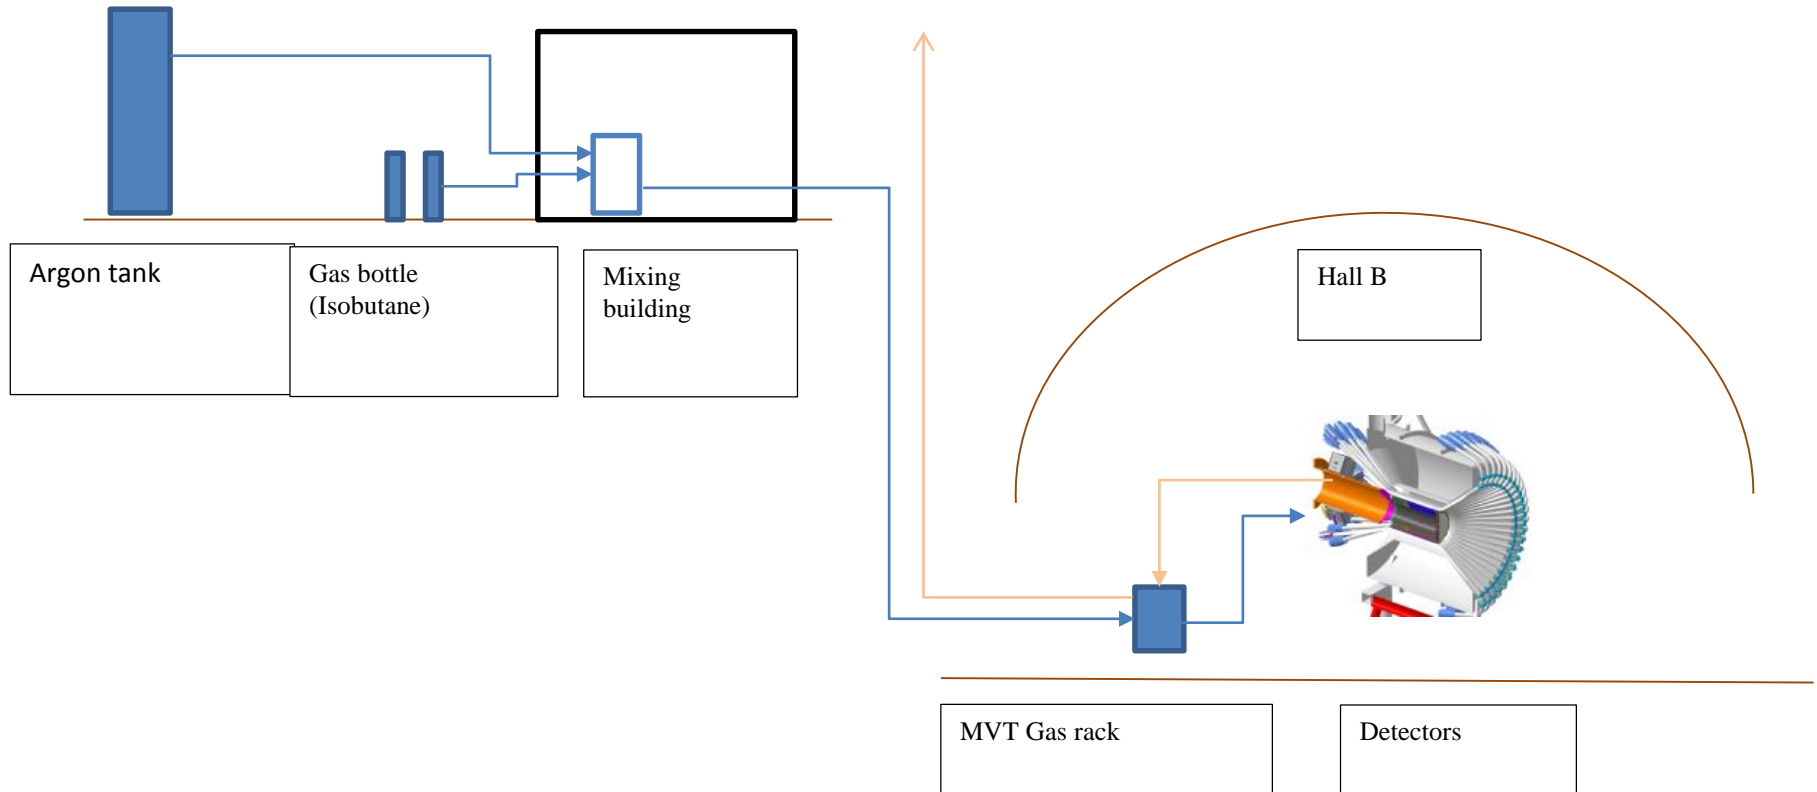 Argon tank
Gas bottle
(Isobutane)
Mixing
building
Hall B
MVT Gas rack
Detectors